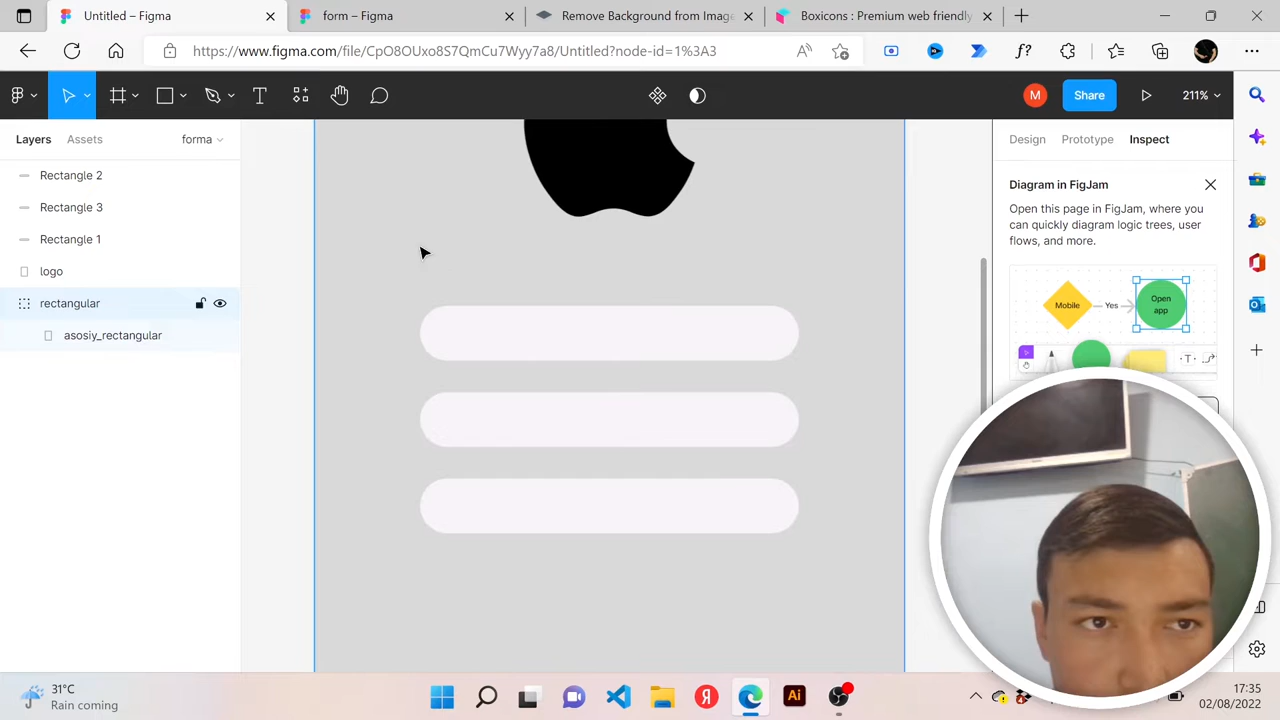 Untitled – Figma
form – Figma
Remove Background from Image
Boxicons : Premium web friendly
https://www.figma.com/file/CpO8OUxo8S7QmCu7Wyy7a8/Untitled?node-id=1%3A3
M
Share
211%
Layers
Assets
forma
Design
Prototype
Inspect
Rectangle 2
Rectangle 3
Rectangle 1
logo
rectangular
asosiy_rectangular
Diagram in FigJam
Open this page in FigJam, where you
can quickly diagram logic trees, user
flows, and more.
Mobile
Yes
Open
app
31°C
Rain coming
Я
Ai
17:35
02/08/2022